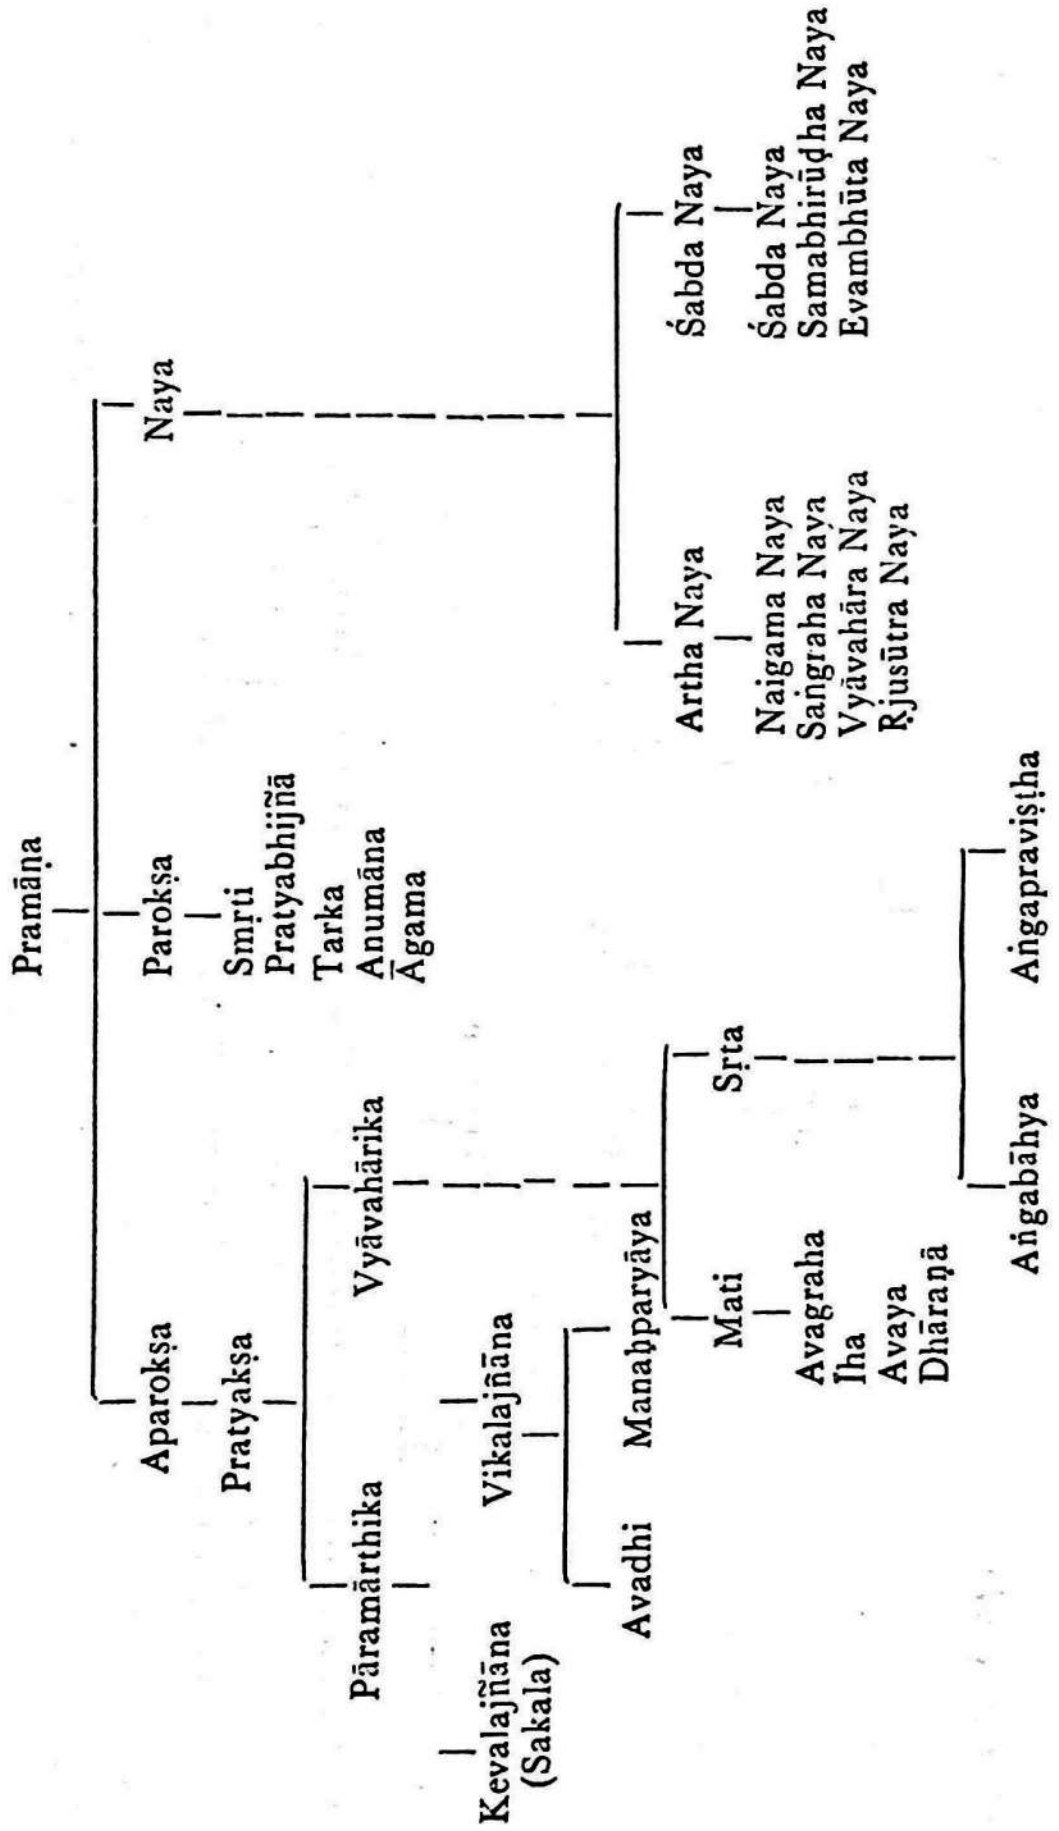 Pramāṇa
Aparokṣa
Parokṣa
Naya
Pratyakṣa
Smṛti
Pratyabhijñā
Tarka
Anumāna
Āgama
Pāramārthika
Vyāvahārika
Kevalajñāna
(Sakala)
Vikalajñāna
Avadhi
Manaḥparyāya
Mati
Sṛta
Avagraha
Īha
Avaya
Dhāraṇā
Aṅgabāhya
Aṅgapraviṣṭha
Artha Naya
Śabda Naya
Naigama Naya
Saṅgraha Naya
Vyāvahāra Naya
Ṛjusūtra Naya
Śabda Naya
Samabhirūḍha Naya
Evambhūta Naya